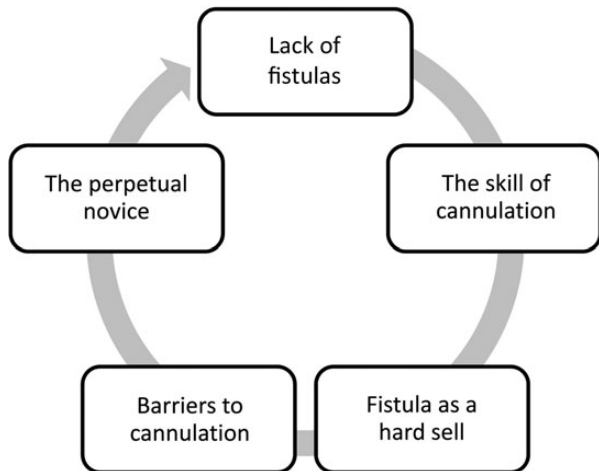 Lack of
fistulas
The skill of
cannulation
Fistula as a
hard sell
Barriers to
cannulation
The perpetual
novice